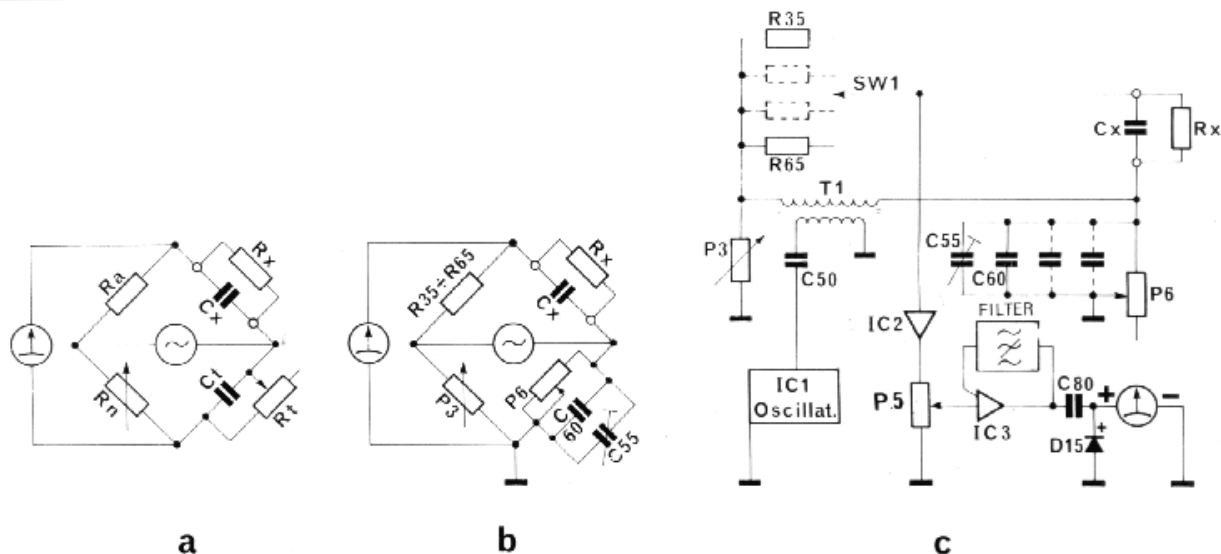 Ra
Rx
Cx
Rn
Ct
Rt
a
R35÷R65
Rx
Cx
P3
P6
C
60
C55
b
R35
SW1
R65
Cx
Rx
T1
P3
C50
C55
C60
P6
IC2
FILTER
IC1
Oscillat.
P.5
IC3
C80
+
-
D15
+
c